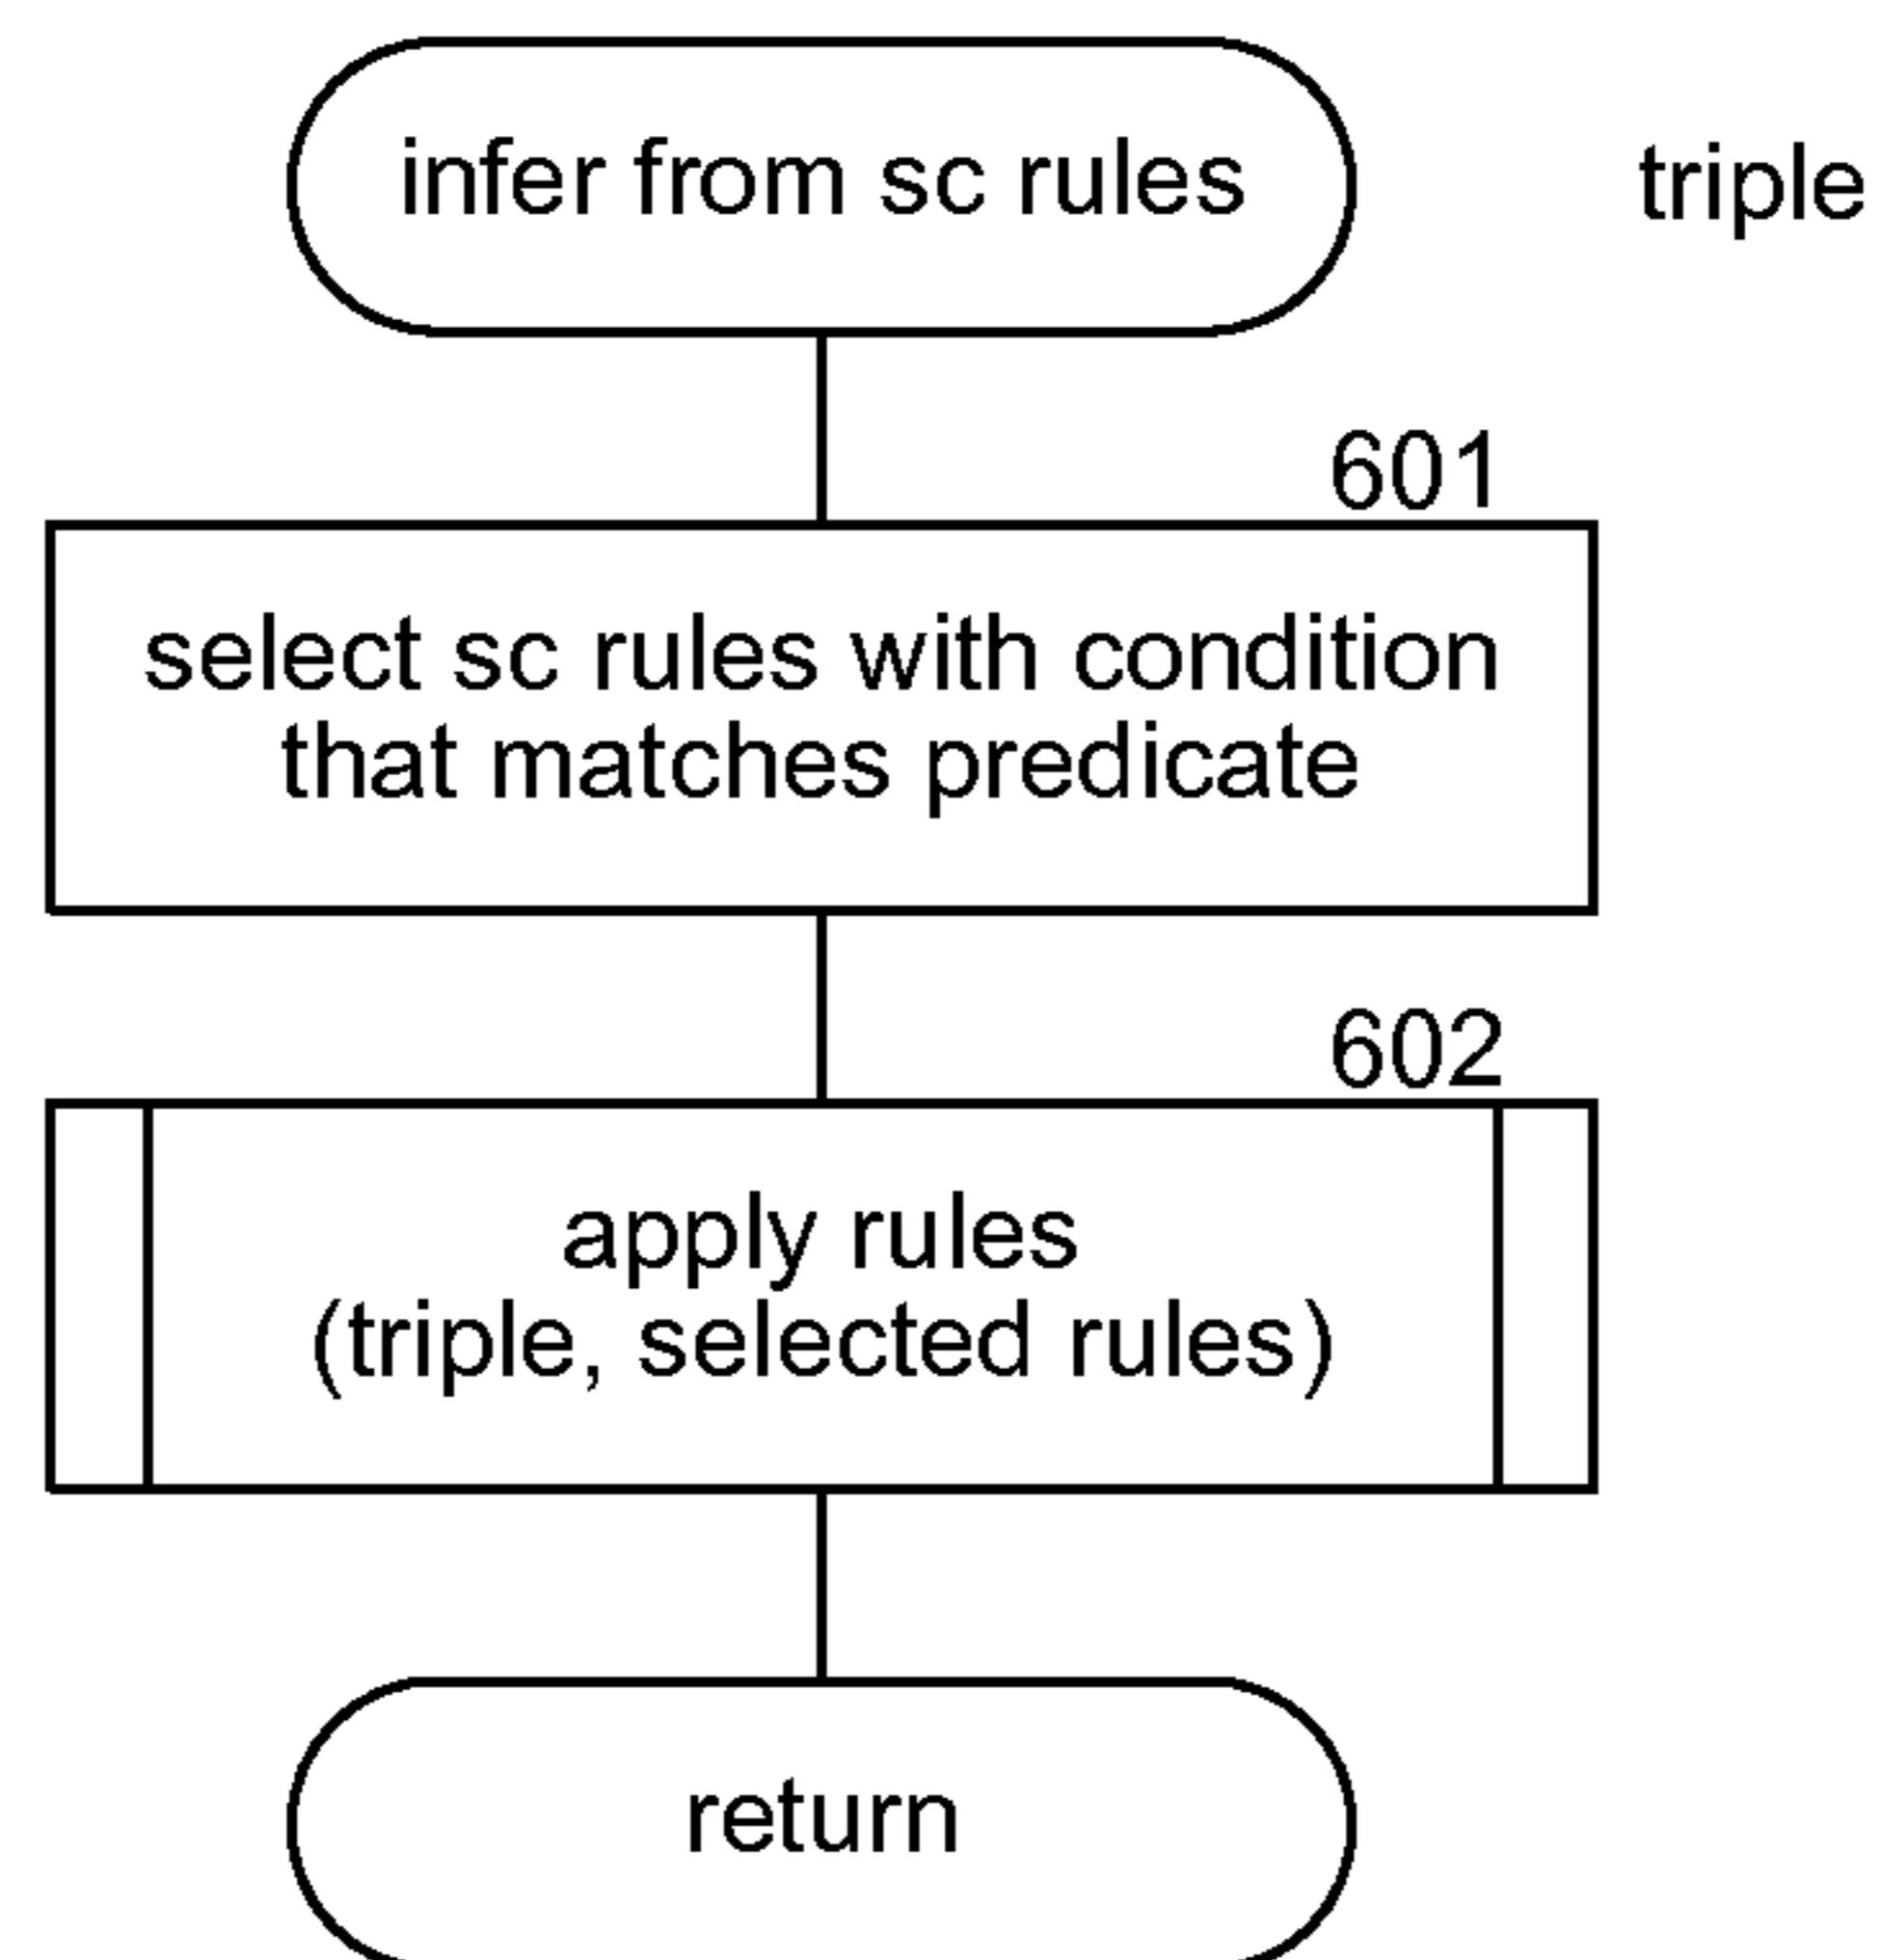 infer from sc rules
triple
601
select sc rules with condition
that matches predicate
602
apply rules
(triple, selected rules)
return